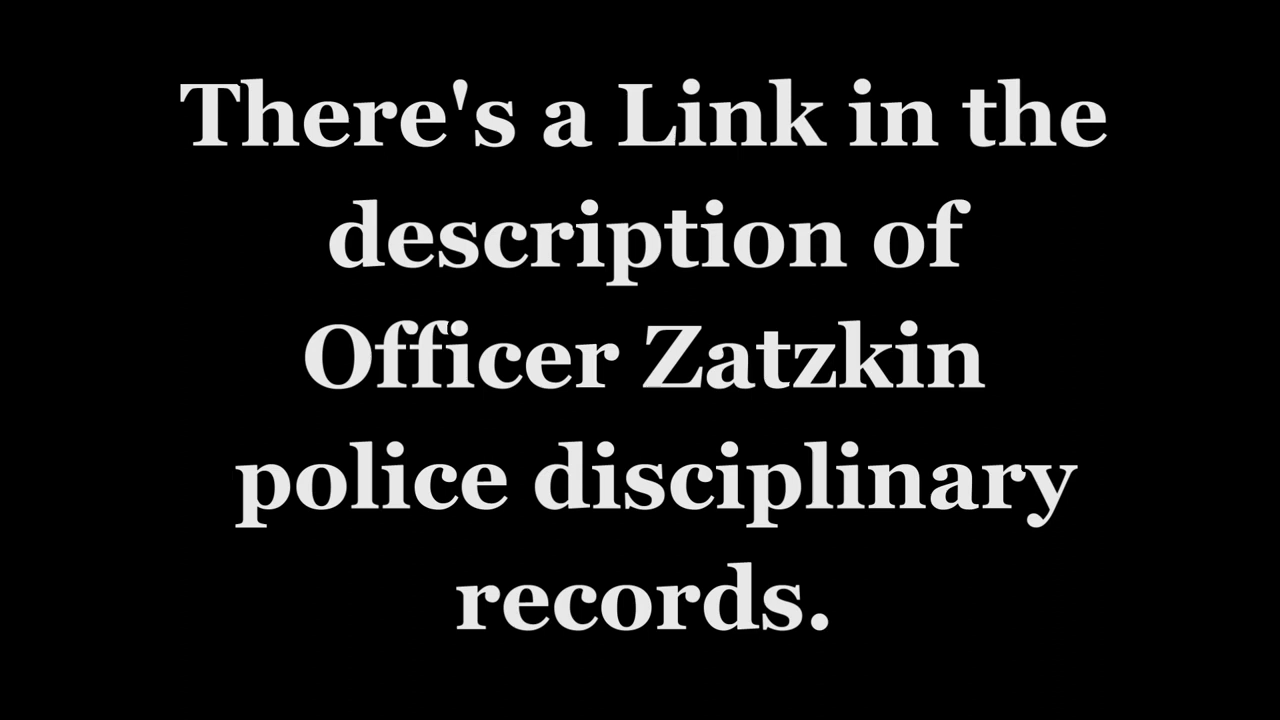 There's a Link in the
description of
Officer Zatzkin
police disciplinary
records.